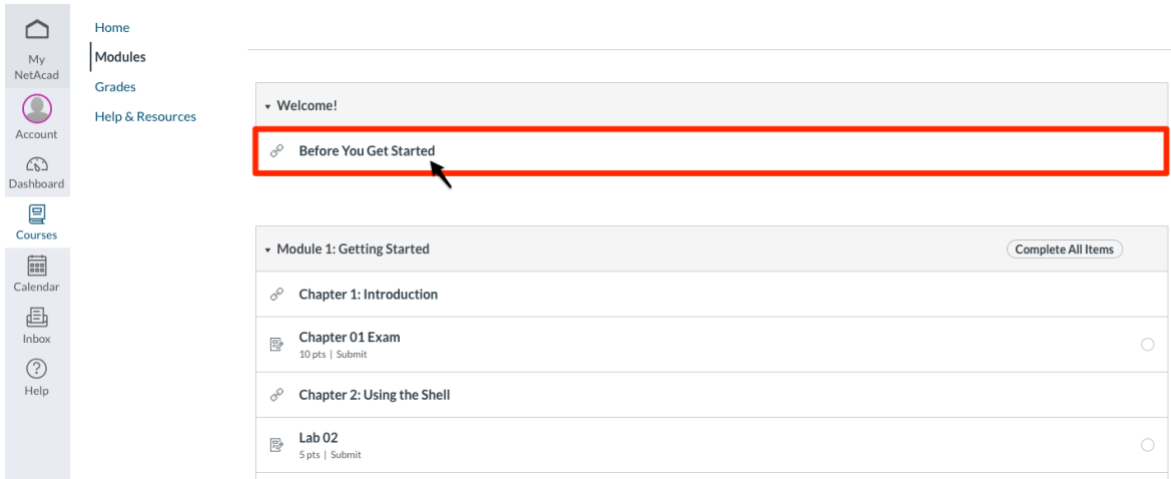 My
NetAcad
Account
Dashboard
Courses
Calendar
Inbox
Help
Home
Modules
Grades
Help & Resources
Welcome!
Before You Get Started
Module 1: Getting Started
Complete All Items
Chapter 1: Introduction
Chapter 01 Exam
10 pts | Submit
Chapter 2: Using the Shell
Lab 02
5 pts | Submit